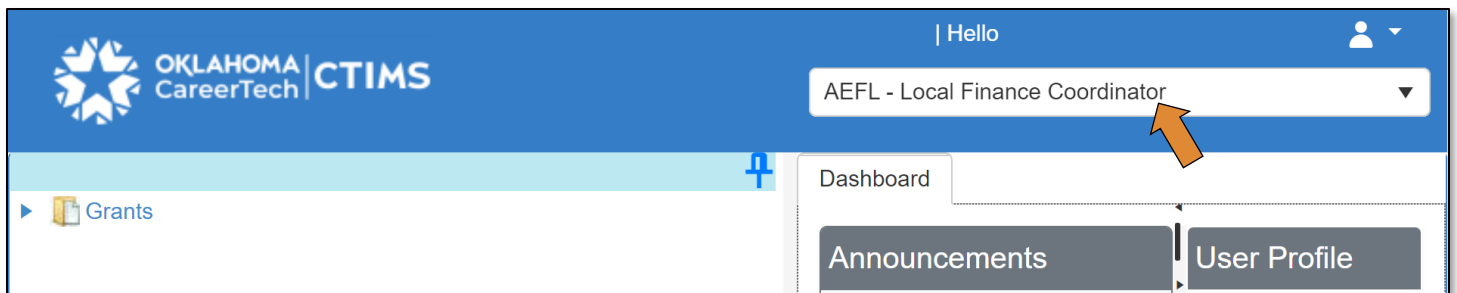 | Hello
OKLAHOMA
CareerTech
CTIMS
AEFL - Local Finance Coordinator
Grants
Dashboard
Announcements
User Profile